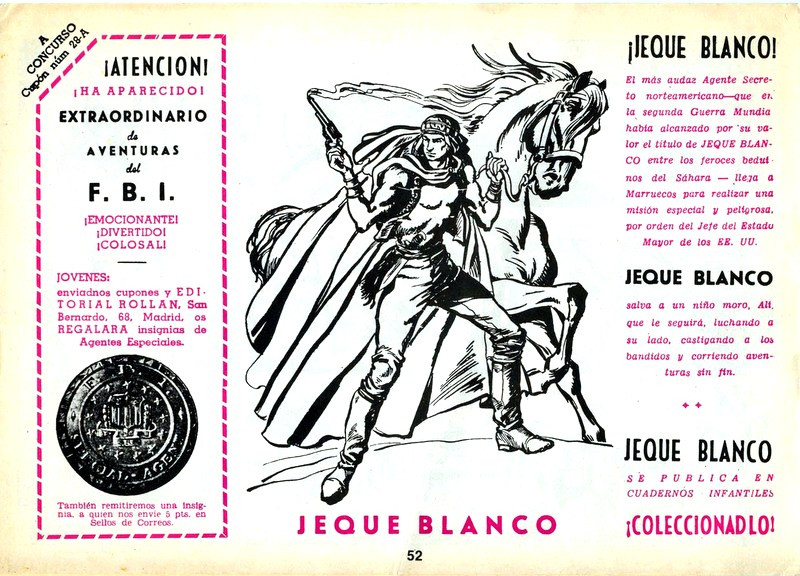 A
CONCURSO
Cupón núm 28-A
¡ATENCION!
¡HA APARECIDO!
EXTRAORDINARIO
de
AVENTURAS
del
F. B. I.
¡EMOCIONANTE!
¡DIVERTIDO!
¡COLOSAL!
JOVENES:
enviadnos cupones y EDI-
TORIAL ROLLAN, San
Bernardo, 68, Madrid, os
REGALARA insignias de
Agentes Especiales.
F. B. I.
SPECIAL AGENT
También remitiremos una insig-
nia, a quien nos envíe 5 pts. en
Sellos de Correos.
JEQUE BLANCO
¡JEQUE BLANCO!
El más audaz Agente Secre-
to norteamericano—que en
la segunda Guerra Mundia
había alcanzado por su va-
lor el título de JEQUE BLAN-
CO entre los feroces bedui-
nos del Sáhara — llega a
Marruecos para realizar una
misión especial y peligrosa,
por orden del Jefe del Estado
Mayor de los EE. UU.
JEQUE BLANCO
salva a un niño moro, Alí,
que le seguirá, luchando a
su lado, castigando a los
bandidos y corriendo aven-
turas sin fin.
JEQUE BLANCO
SE PUBLICA EN
CUADERNOS INFANTILES
¡COLECCIONADLO!
52